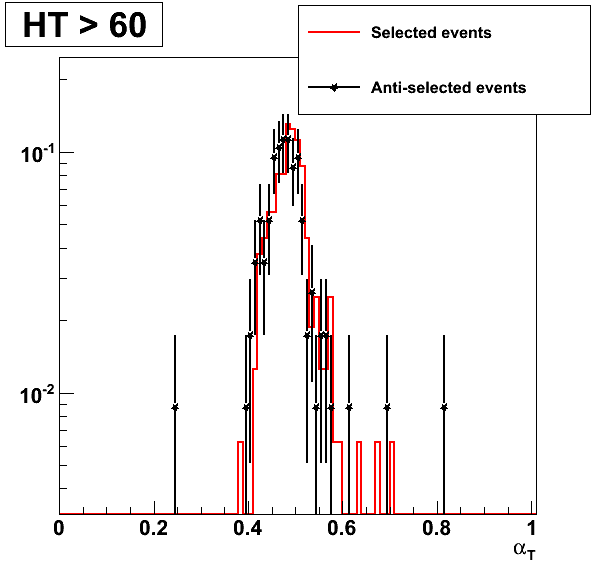 HT > 60
Selected events
Anti-selected events
10⁻¹
10⁻²
0 0.2 0.4 0.6 0.8 1
α_T